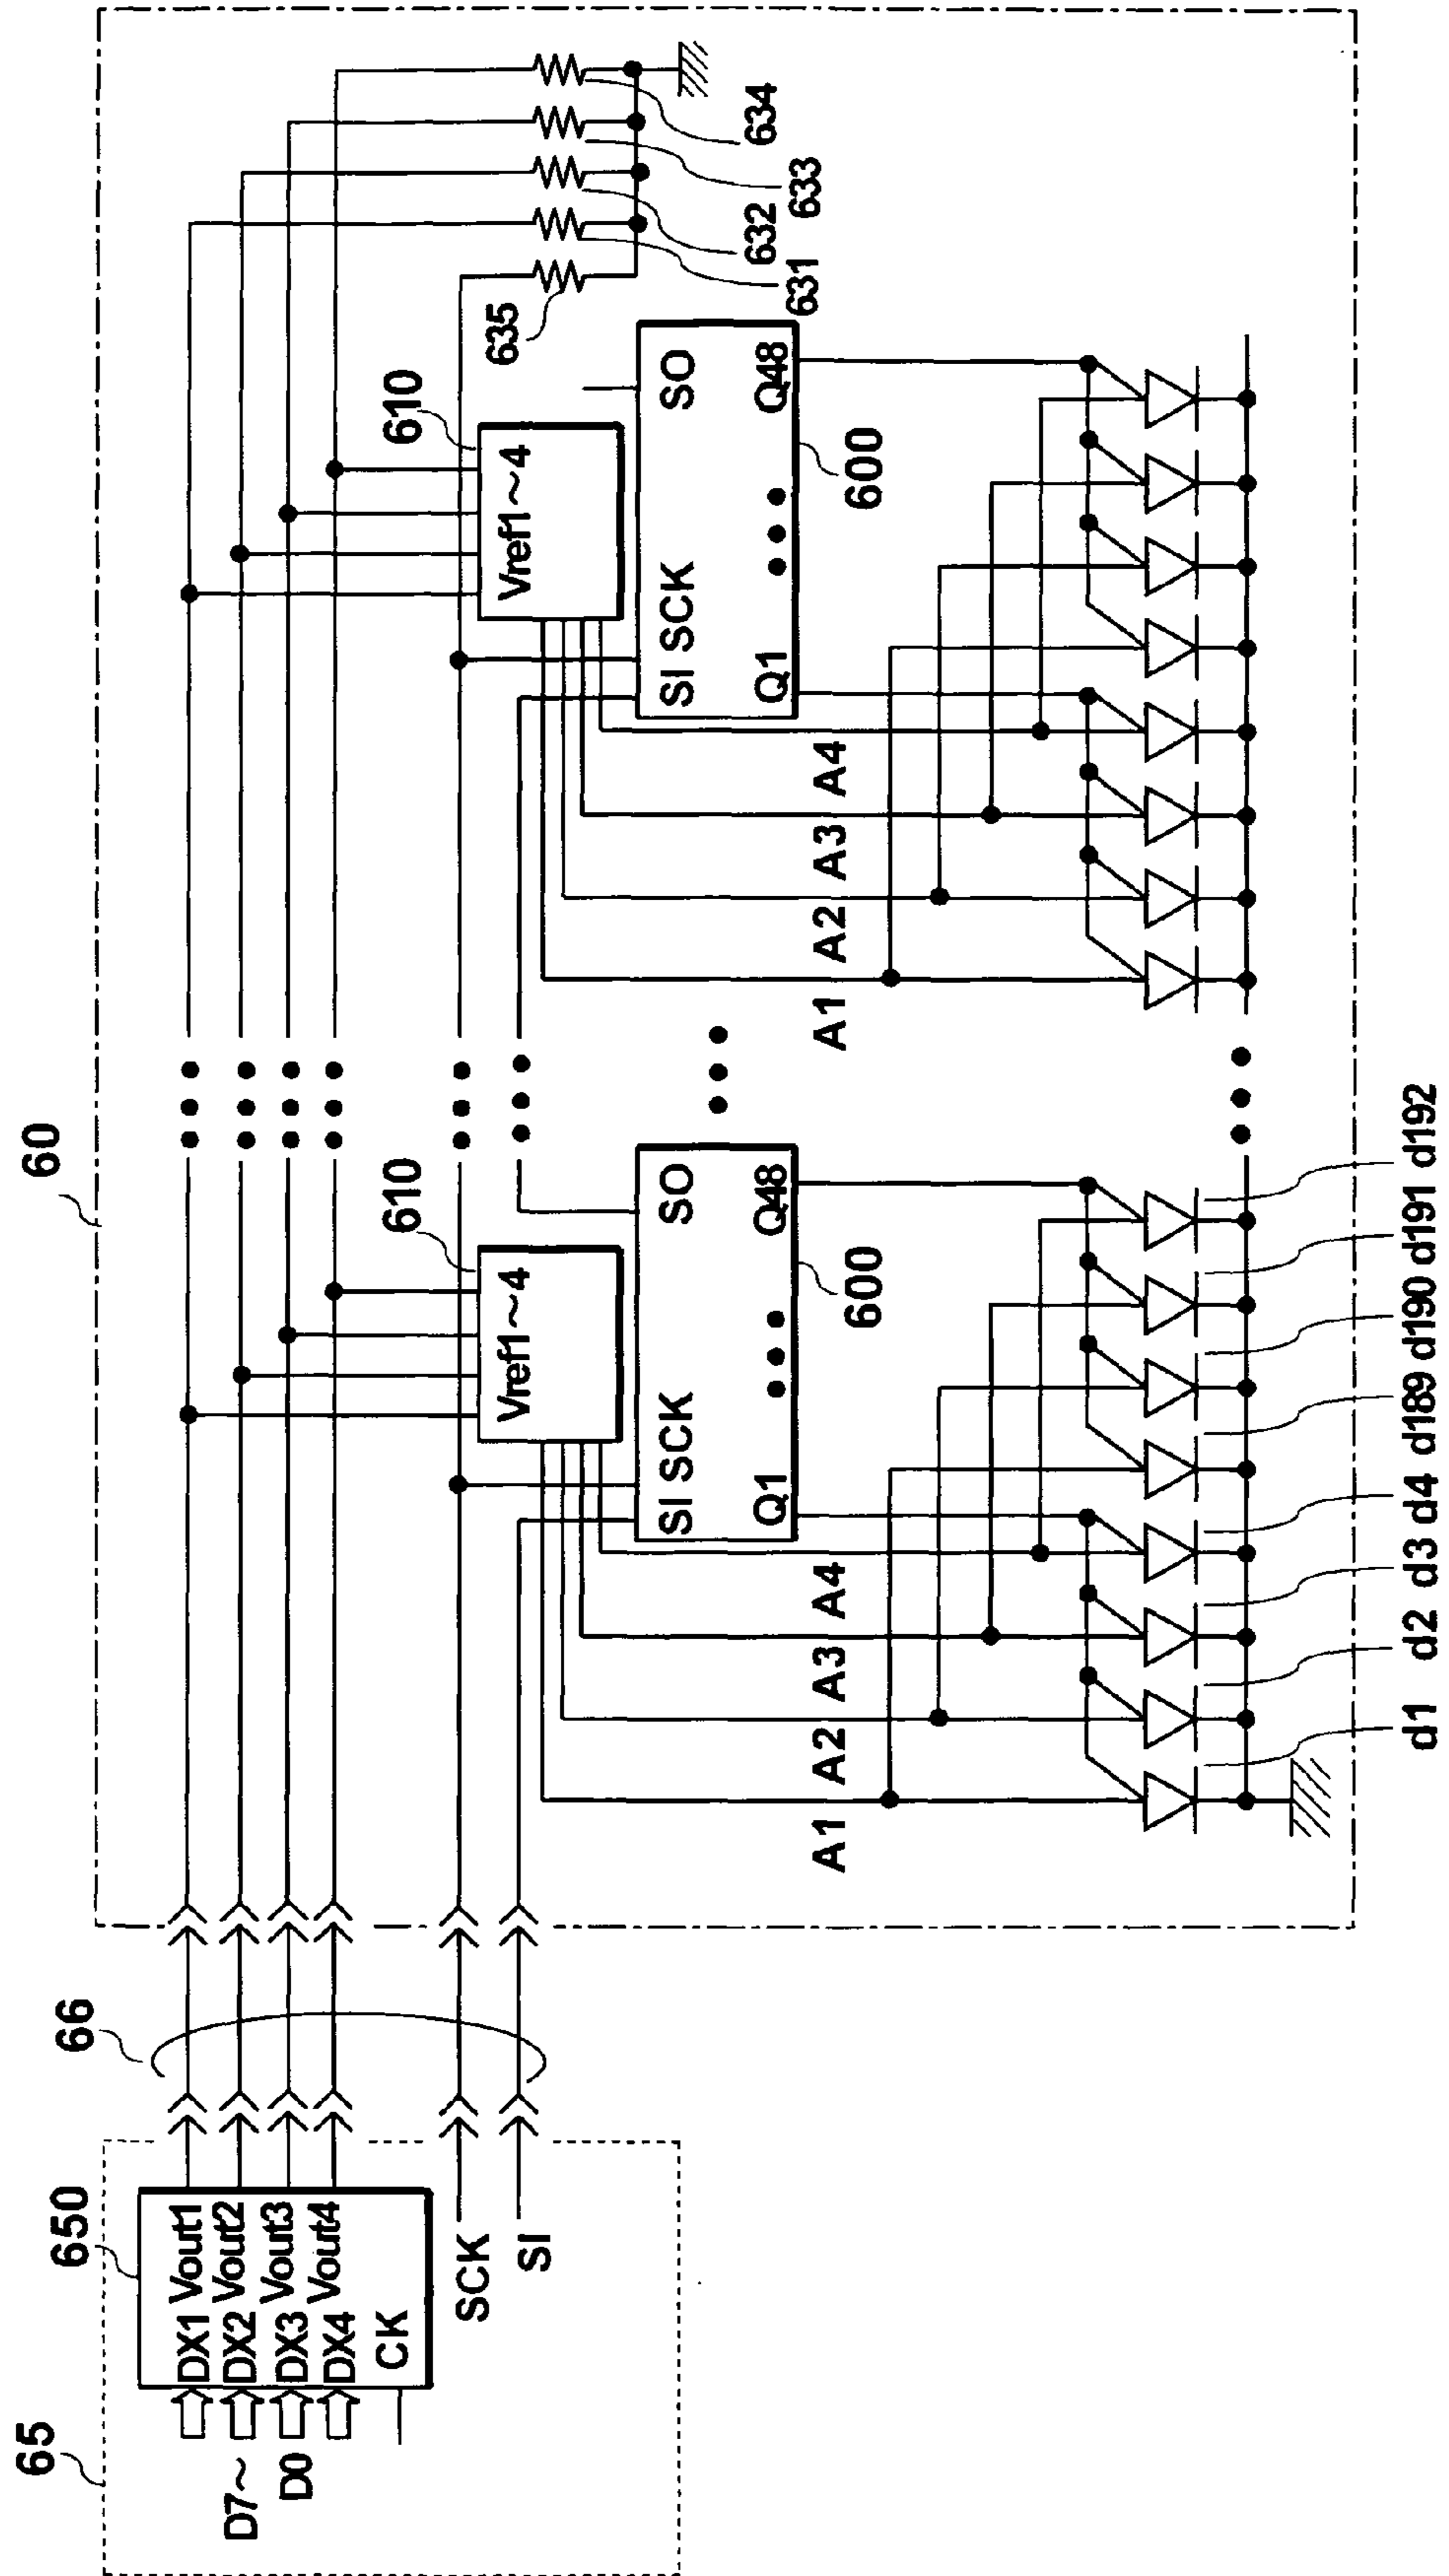 65
650
66
60
D7~
D0
DX1 Vout1
DX2 Vout2
DX3 Vout3
DX4 Vout4
CK
SCK
SI
610
Vref1~4
SI SCK
SO
Q1
Q48
600
A1 A2 A3 A4
610
Vref1~4
SI SCK
SO
Q1
Q48
600
A1 A2 A3 A4
635
631
632
633
634
d1 d2 d3 d4 d189 d190 d191 d192